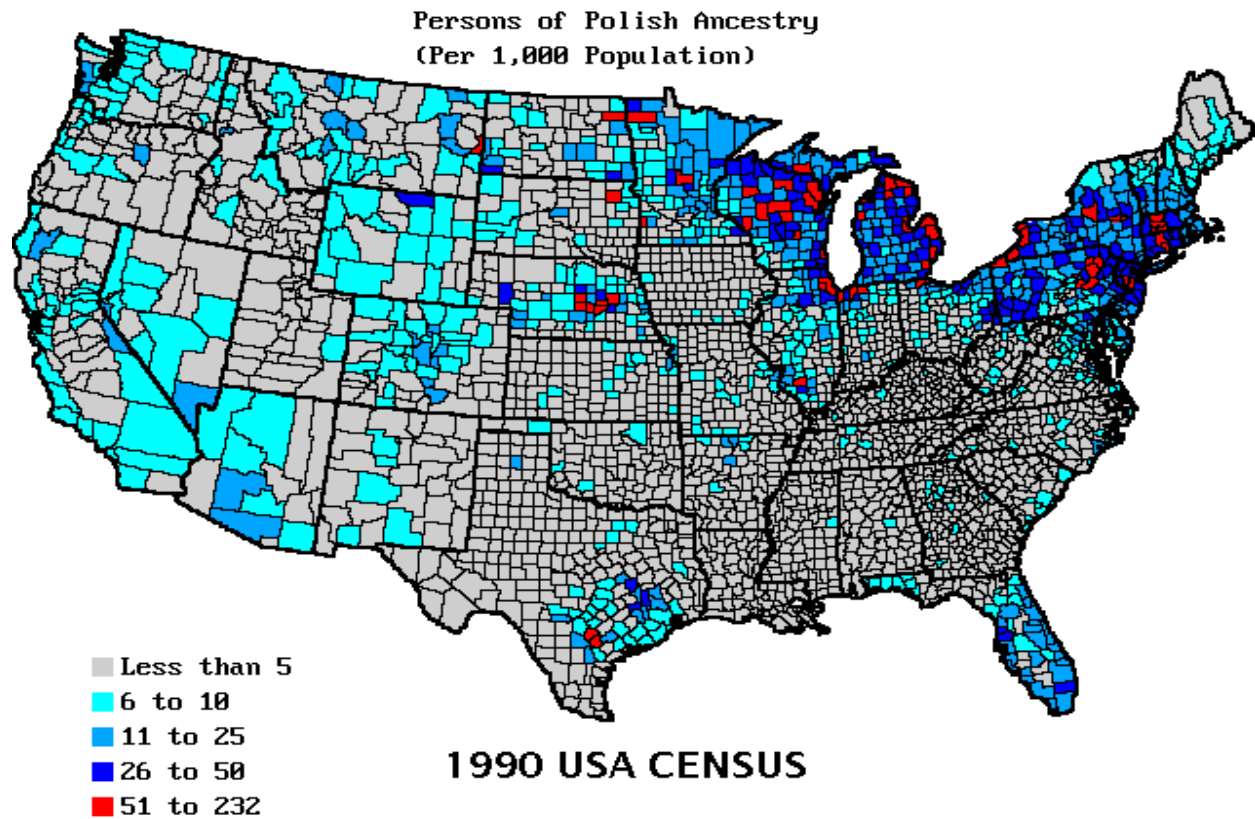 Persons of Polish Ancestry
(Per 1,000 Population)
Less than 5
6 to 10
11 to 25
26 to 50
51 to 232
1990 USA CENSUS